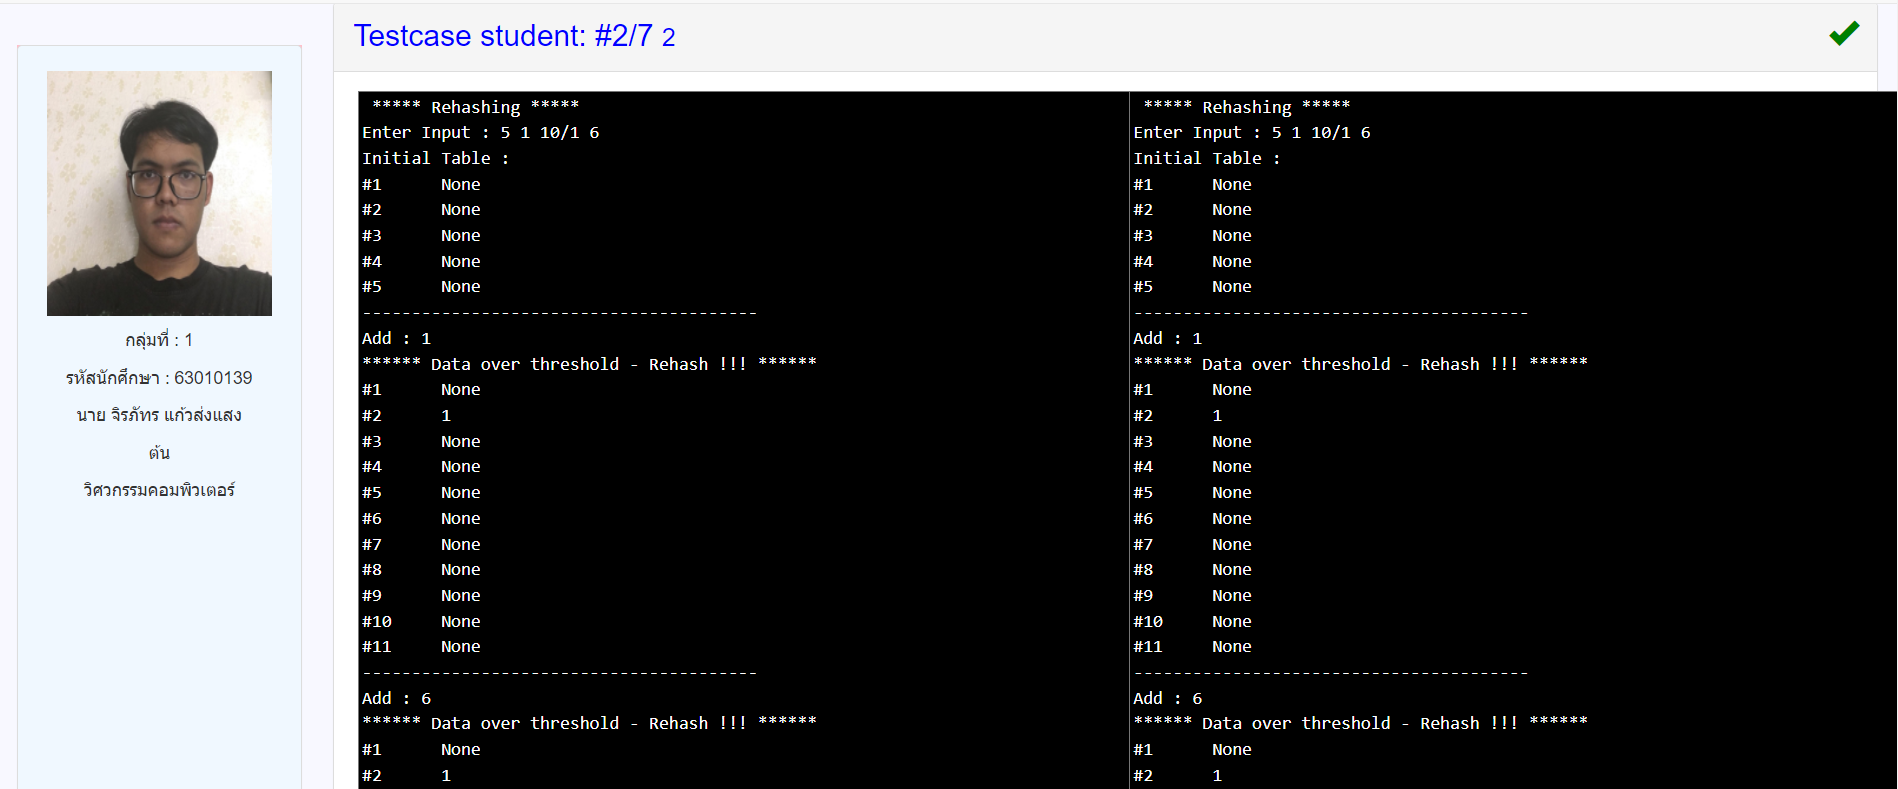 Testcase student: #2/7 2
กลุ่มที่ : 1
รหัสนักศึกษา : 63010139
นาย จิรภัทร แก้วส่งแสง
ต้น
วิศวกรรมคอมพิวเตอร์
***** Rehashing *****
Enter Input : 5 1 10/1 6
Initial Table :
#1 None
#2 None
#3 None
#4 None
#5 None
----------------------------------------
Add : 1
****** Data over threshold - Rehash !!! ******
#1 None
#2 1
#3 None
#4 None
#5 None
#6 None
#7 None
#8 None
#9 None
#10 None
#11 None
----------------------------------------
Add : 6
****** Data over threshold - Rehash !!! ******
#1 None
#2 1
***** Rehashing *****
Enter Input : 5 1 10/1 6
Initial Table :
#1 None
#2 None
#3 None
#4 None
#5 None
----------------------------------------
Add : 1
****** Data over threshold - Rehash !!! ******
#1 None
#2 1
#3 None
#4 None
#5 None
#6 None
#7 None
#8 None
#9 None
#10 None
#11 None
----------------------------------------
Add : 6
****** Data over threshold - Rehash !!! ******
#1 None
#2 1